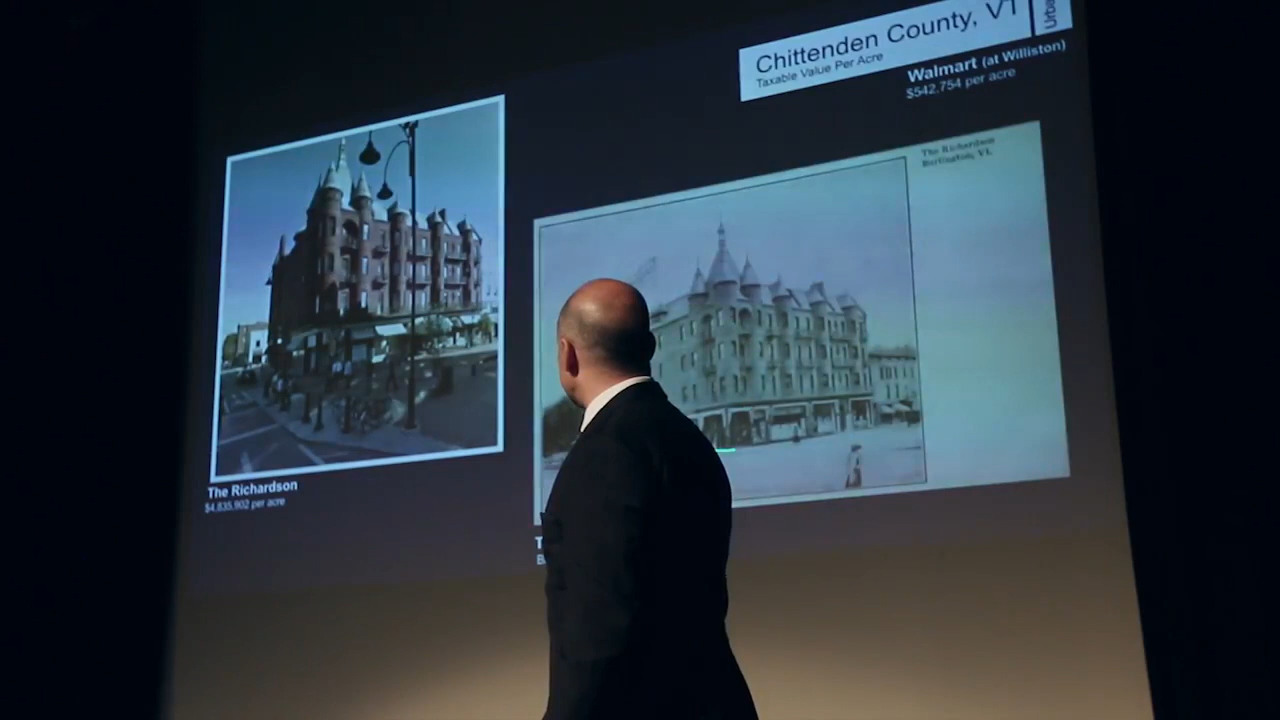 Chittenden County, VT
Taxable Value Per Acre
Urba
Walmart (at Williston)
$542,754 per acre
The Richardson
Burlington, Vt.
The Richardson
$4,835,902 per acre